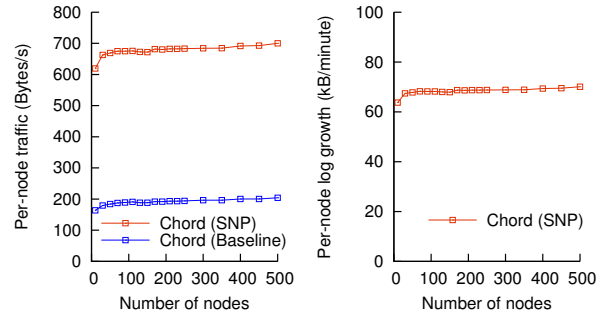 800
700
600
500
400
300
200
100
0
Per-node traffic (Bytes/s)
Chord (SNP)
Chord (Baseline)
0 100 200 300 400 500
Number of nodes
100
80
60
40
20
0
Per-node log growth (kB/minute)
Chord (SNP)
0 100 200 300 400 500
Number of nodes